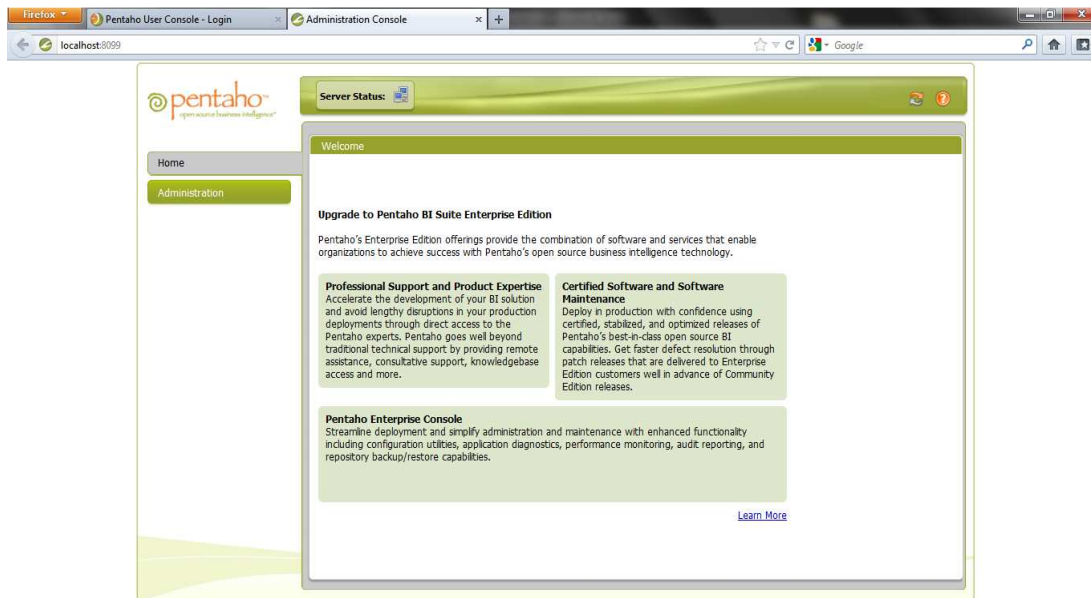 Firefox
Pentaho User Console - Login
Administration Console
localhost:8099
Google
pentaho™
open source business intelligence™
Server Status:
Home
Administration
Welcome
Upgrade to Pentaho BI Suite Enterprise Edition
Pentaho's Enterprise Edition offerings provide the combination of software and services that enable
organizations to achieve success with Pentaho's open source business intelligence technology.
Professional Support and Product Expertise
Accelerate the development of your BI solution
and avoid lengthy disruptions in your production
deployments through direct access to the
Pentaho experts. Pentaho goes well beyond
traditional technical support by providing remote
assistance, consultative support, knowledgebase
access and more.
Certified Software and Software
Maintenance
Deploy in production with confidence using
certified, stabilized, and optimized releases of
Pentaho's best-in-class open source BI
capabilities. Get faster defect resolution through
patch releases that are delivered to Enterprise
Edition customers well in advance of Community
Edition releases.
Pentaho Enterprise Console
Streamline deployment and simplify administration and maintenance with enhanced functionality
including configuration utilities, application diagnostics, performance monitoring, audit reporting, and
repository backup/restore capabilities.
Learn More